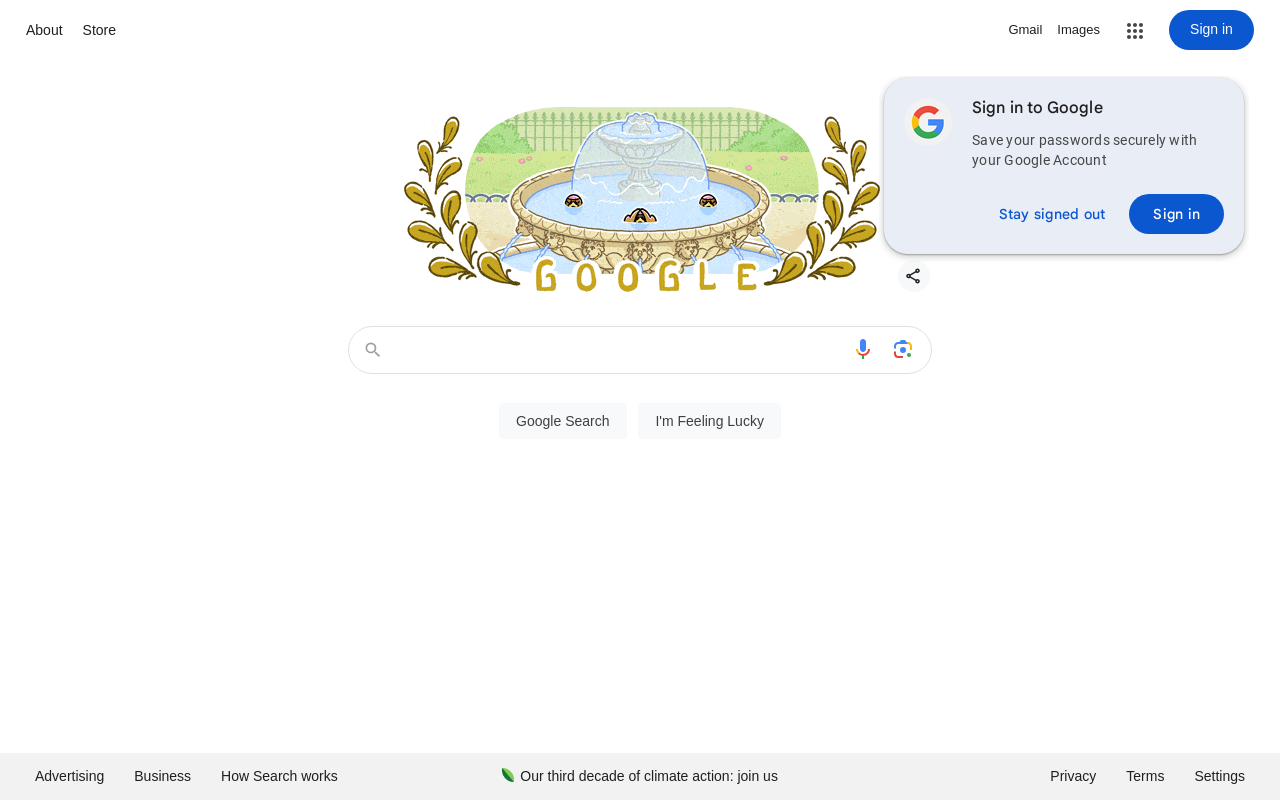 About
Store
Gmail
Images
Sign in
Sign in to Google
Save your passwords securely with
your Google Account
Stay signed out
Sign in
GOOGLE
Google Search
I'm Feeling Lucky
Advertising
Business
How Search works
Our third decade of climate action: join us
Privacy
Terms
Settings